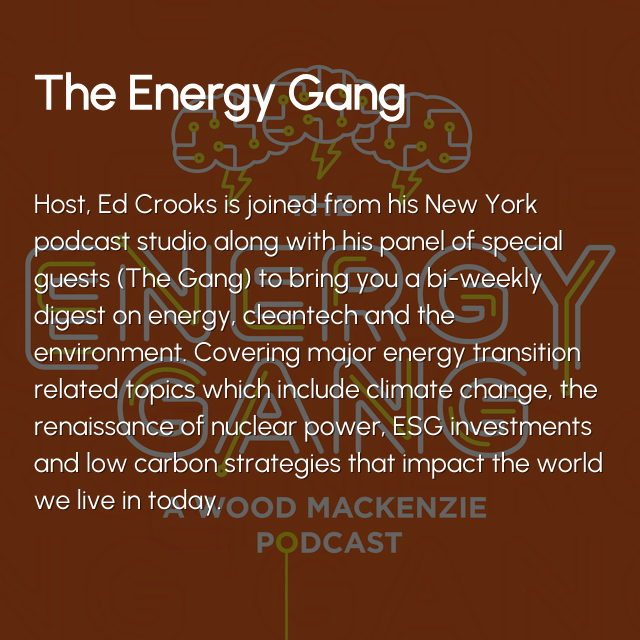 The Energy Gang
Host, Ed Crooks is joined from his New York
podcast studio along with his panel of special
guests (The Gang) to bring you a bi-weekly
digest on energy, cleantech and the
environment. Covering major energy transition
related topics which include climate change, the
renaissance of nuclear power, ESG investments
and low carbon strategies that impact the world
we live in today.
THE
ENERGY
GANG
A WOOD MACKENZIE
PODCAST